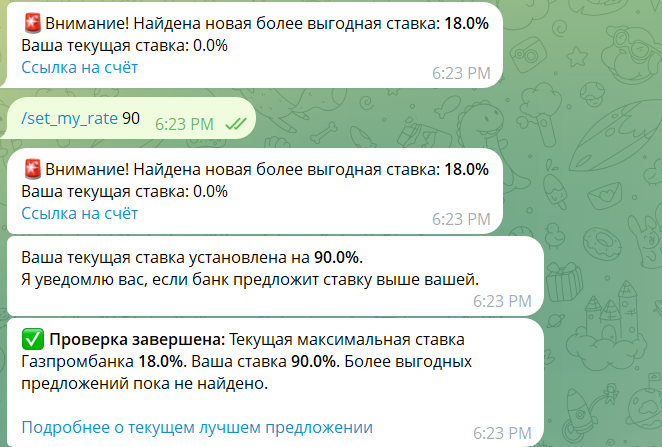 🚨Внимание! Найдена новая более выгодная ставка: 18.0%
Ваша текущая ставка: 0.0%
Ссылка на счёт
6:23 PM
/set_my_rate 90
6:23 PM
🚨Внимание! Найдена новая более выгодная ставка: 18.0%
Ваша текущая ставка: 0.0%
Ссылка на счёт
6:23 PM
Ваша текущая ставка установлена на 90.0%.
Я уведомлю вас, если банк предложит ставку выше вашей.
6:23 PM
✅ Проверка завершена: Текущая максимальная ставка
Газпромбанка 18.0%. Ваша ставка 90.0%. Более выгодных
предложений пока не найдено.
Подробнее о текущем лучшем предложении
6:23 PM